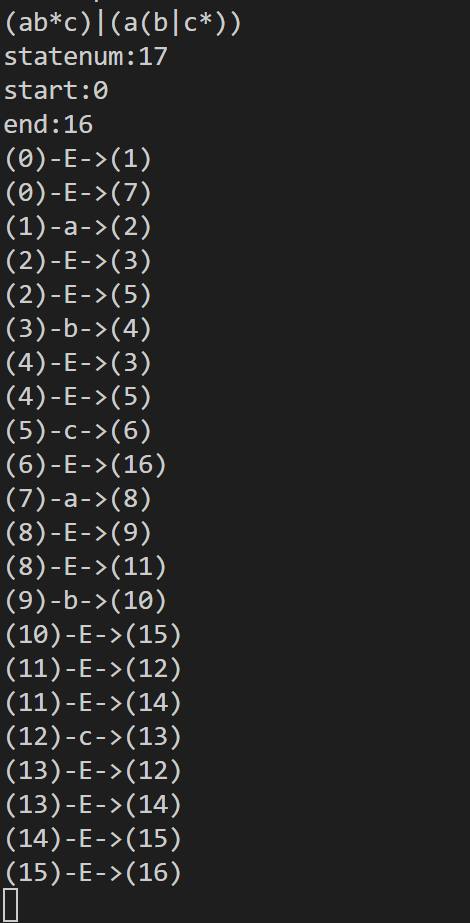 (ab*c)|(a(b|c*))
statenum:17
start:0
end:16
(0)-E->(1)
(0)-E->(7)
(1)-a->(2)
(2)-E->(3)
(2)-E->(5)
(3)-b->(4)
(4)-E->(3)
(4)-E->(5)
(5)-c->(6)
(6)-E->(16)
(7)-a->(8)
(8)-E->(9)
(8)-E->(11)
(9)-b->(10)
(10)-E->(15)
(11)-E->(12)
(11)-E->(14)
(12)-c->(13)
(13)-E->(12)
(13)-E->(14)
(14)-E->(15)
(15)-E->(16)